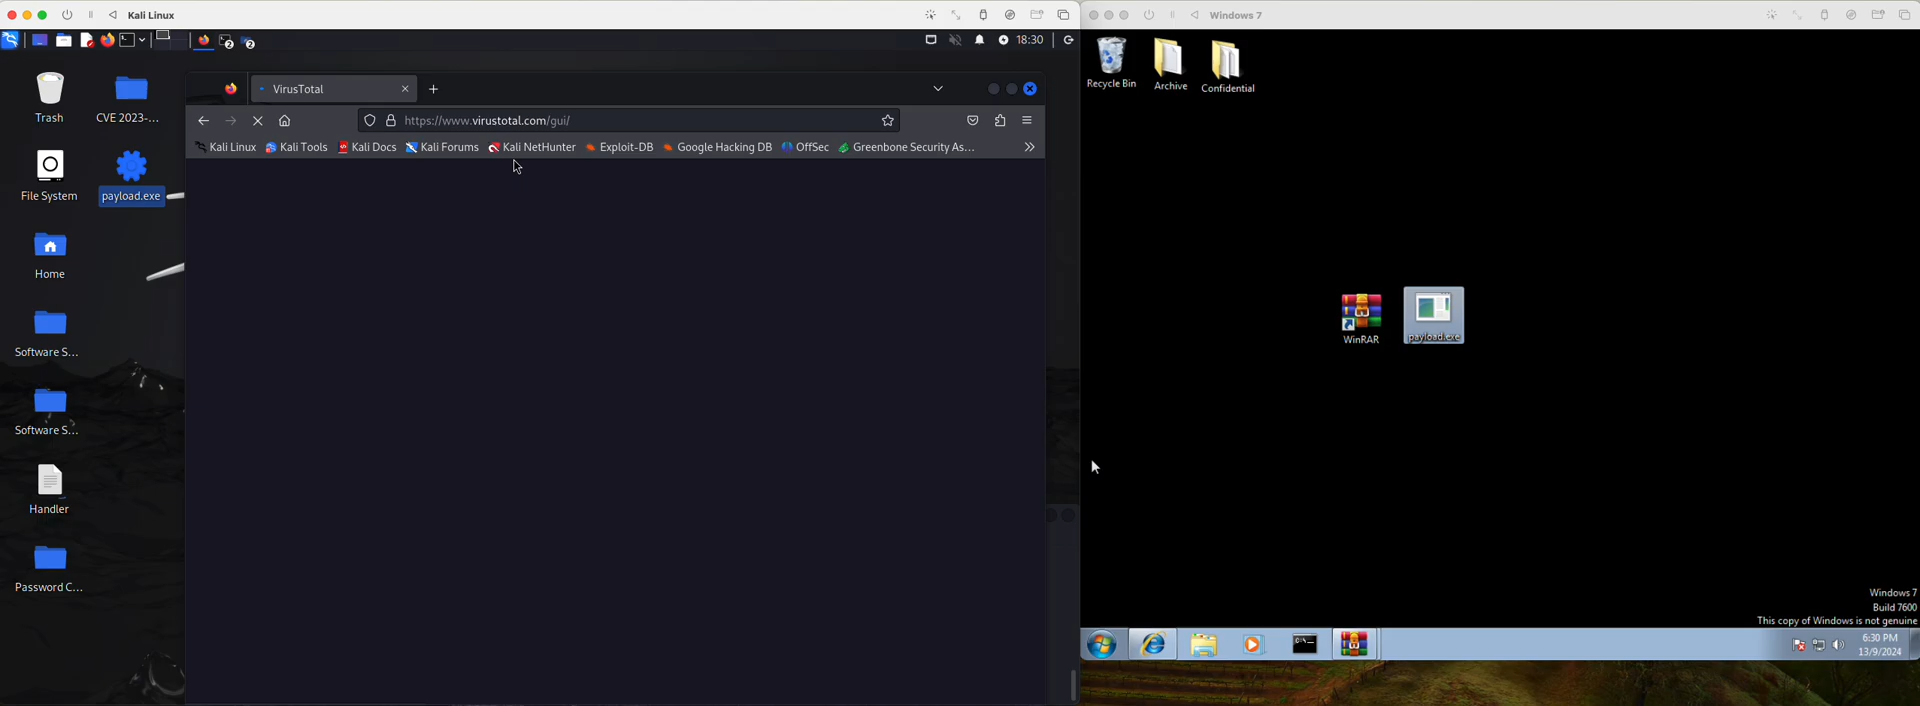 Kali Linux
18:30
2
2
Trash
CVE 2023-...
File System
payload.exe
Home
Software S...
Software S...
Handler
Password C...
VirusTotal
https://www.virustotal.com/gui/
Kali Linux
Kali Tools
Kali Docs
Kali Forums
Kali NetHunter
Exploit-DB
Google Hacking DB
OffSec
Greenbone Security As...
Windows 7
Recycle Bin
Archive
Confidential
WinRAR
payload.exe
Windows 7
Build 7600
This copy of Windows is not genuine
6:30 PM
13/9/2024